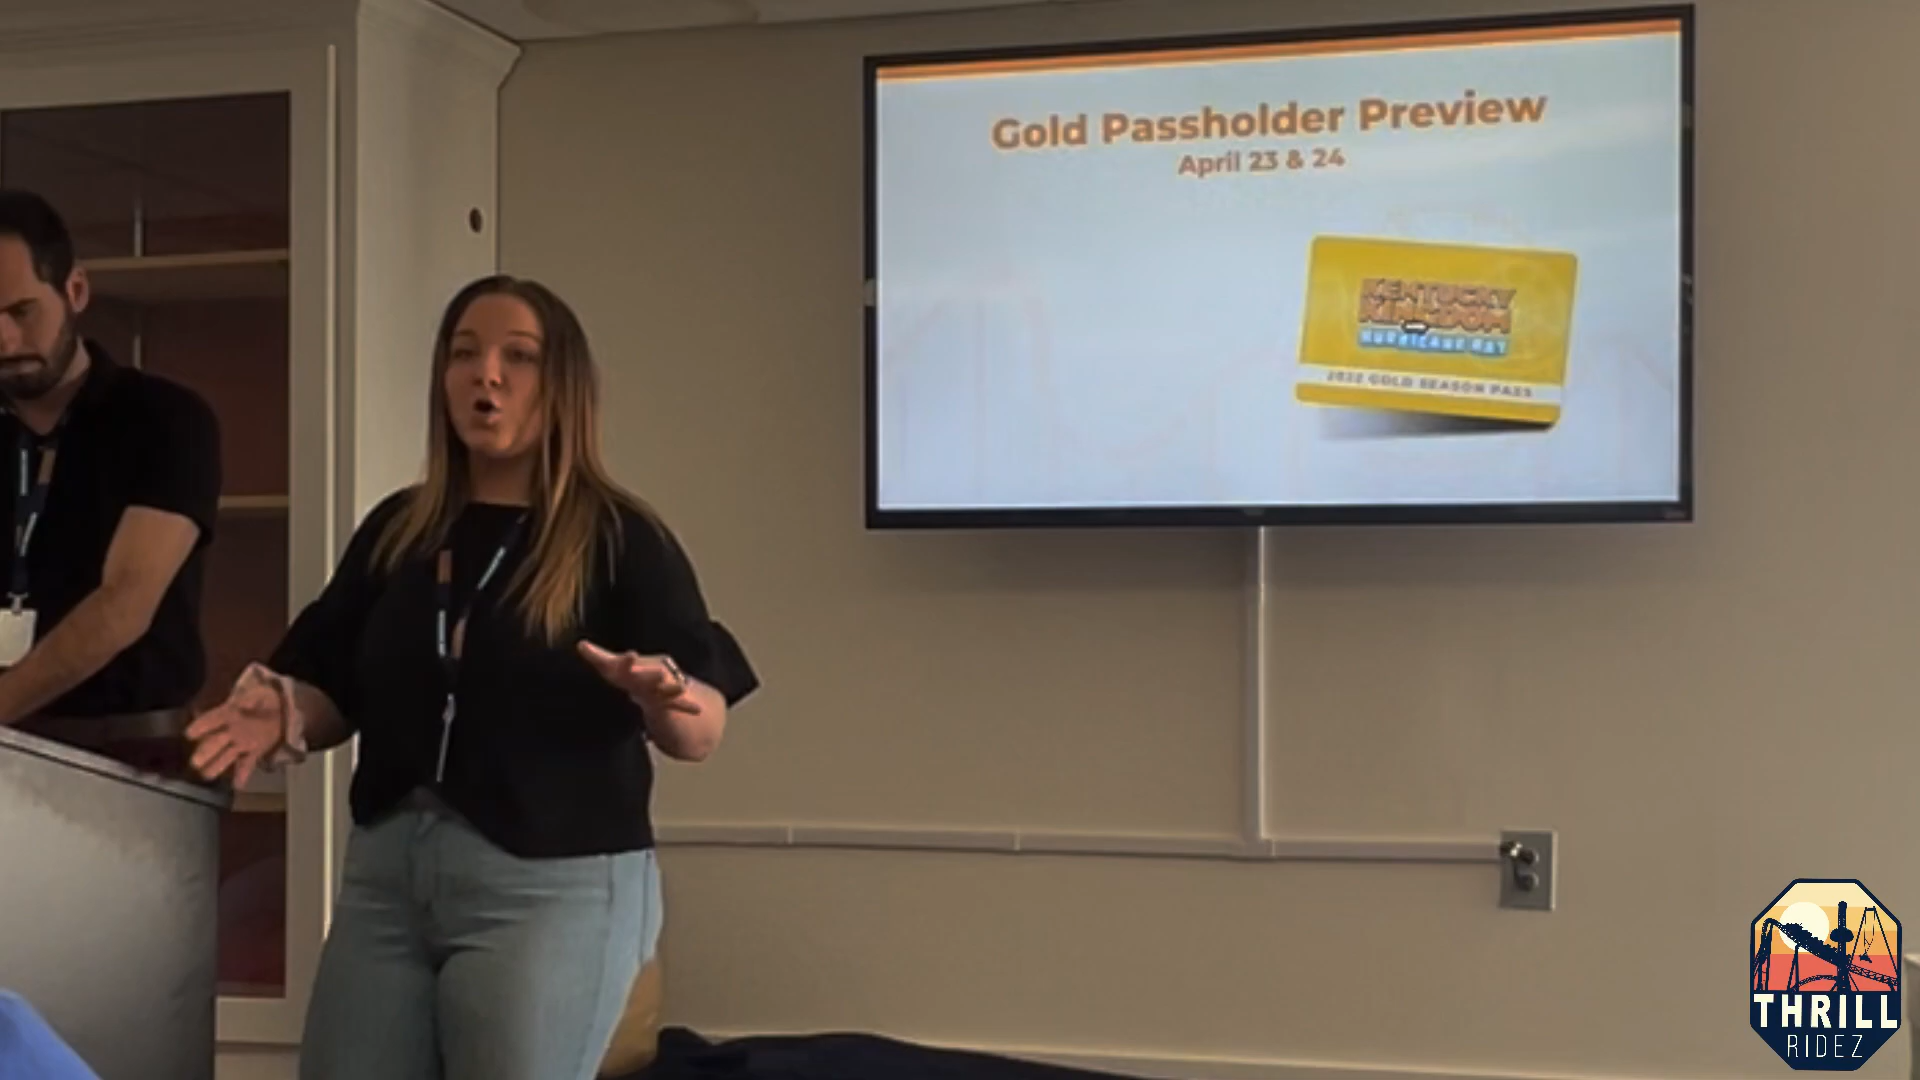 Gold Passholder Preview
April 23 & 24
KENTUCKY
KINGDOM
HURRICANE BAY
2022 GOLD SEASON PASS
THRILL
RIDEZ